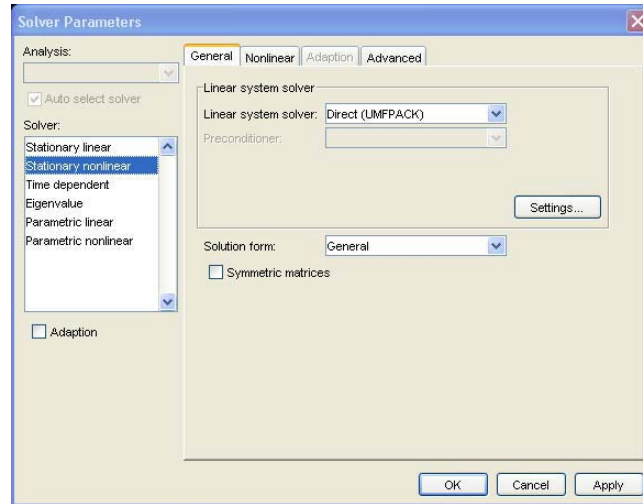 Solver Parameters
Analysis:
Auto select solver
Solver:
Stationary linear
Stationary nonlinear
Time dependent
Eigenvalue
Parametric linear
Parametric nonlinear
Adaption
General Nonlinear Adaption Advanced
Linear system solver
Linear system solver: Direct (UMFPACK)
Preconditioner:
Settings...
Solution form: General
Symmetric matrices
OK Cancel Apply